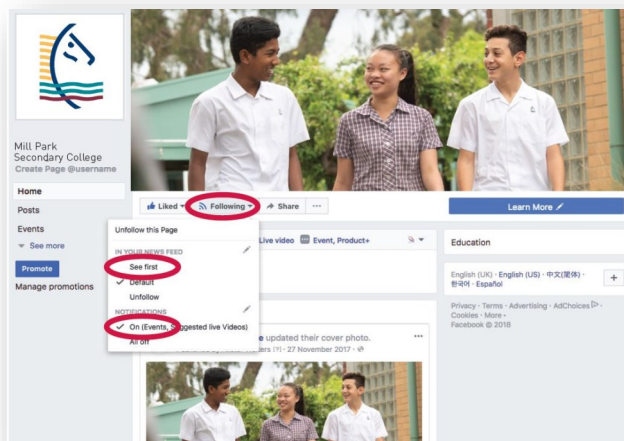 Mill Park
Secondary College
Create Page @username
Home
Posts
Events
See more
Promote
Manage promotions
Liked
Following
Share
Learn More
Unfollow this Page
IN YOUR NEWS FEED
See first
Default
Unfollow
NOTIFICATIONS
On (Events, Suggested live Videos)
All off
Live video
Event, Product+
updated their cover photo.
27 November 2017
Education
English (UK) · English (US) · 中文(简体) ·
한국어 · Español
Privacy · Terms · Advertising · AdChoices ·
Cookies · More
Facebook © 2018